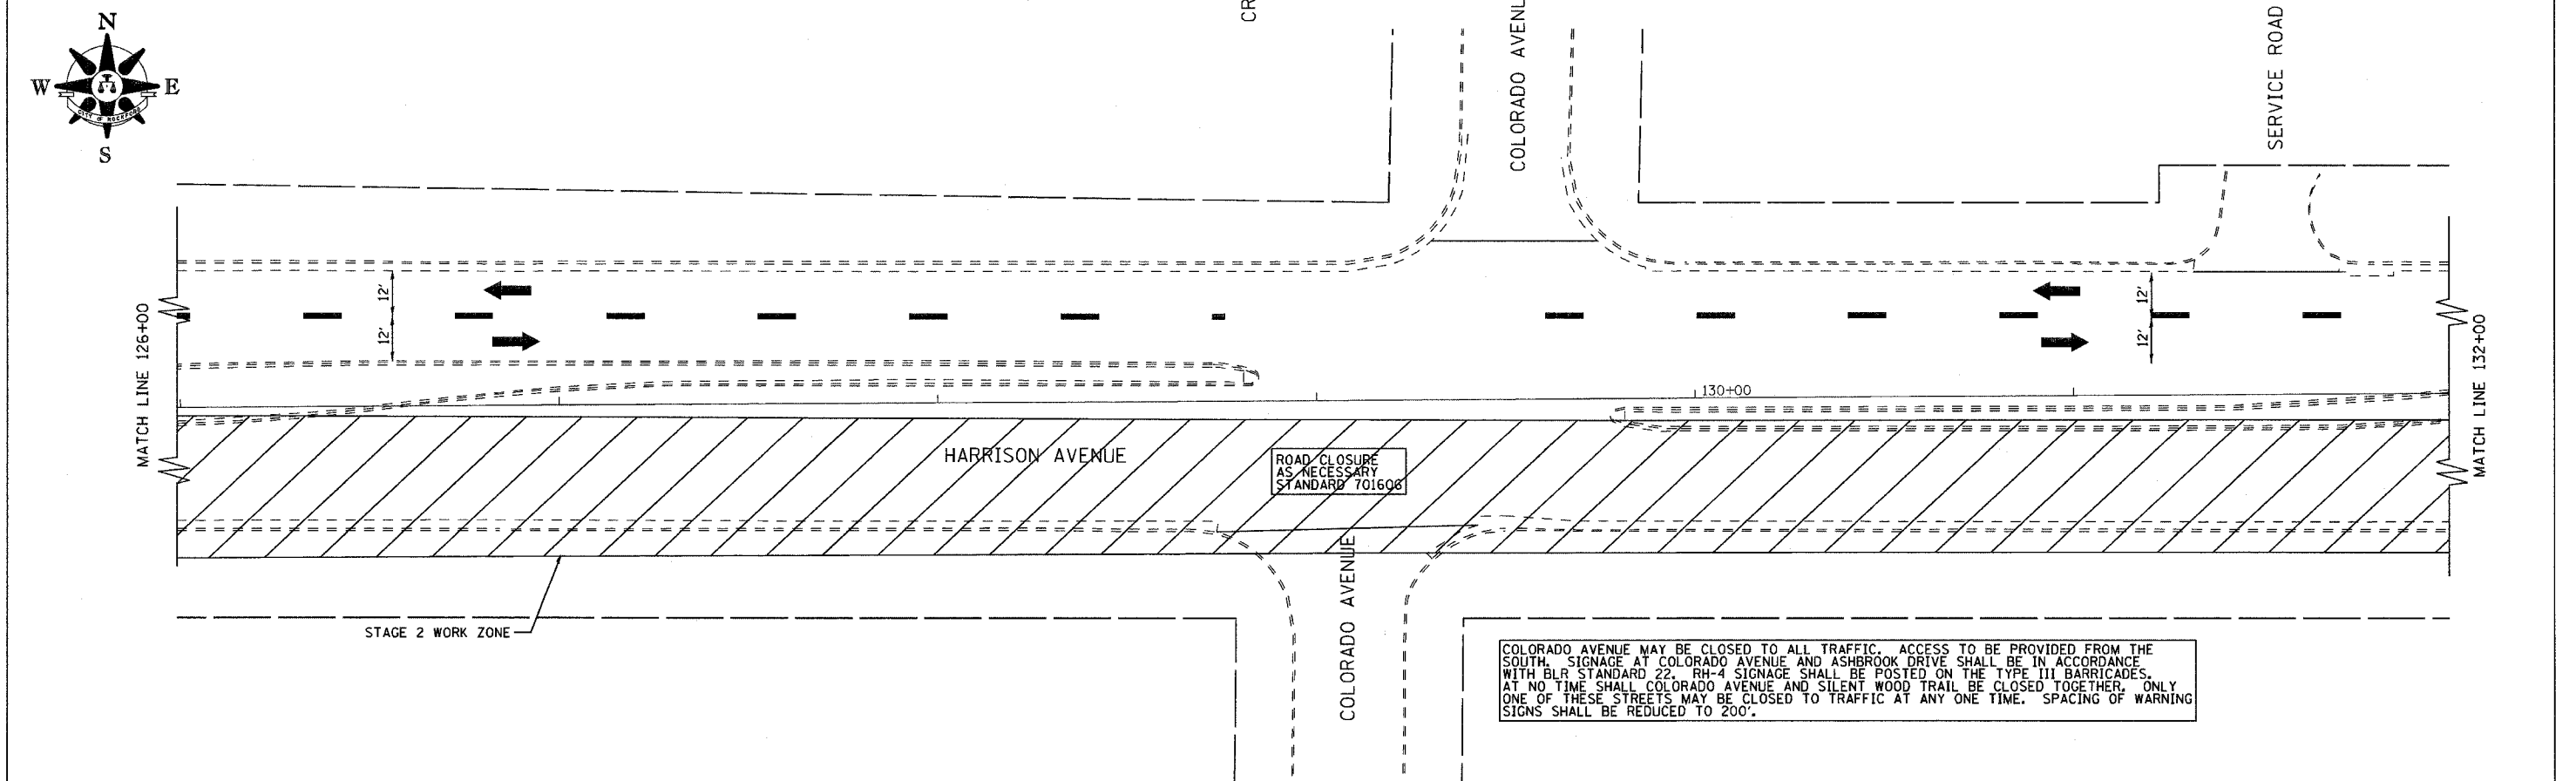 N
W E
S
CITY OF ROCKFORD
CR
COLORADO AVENU
SERVICE ROAD
MATCH LINE 126+00
12'
12'
12'
12'
MATCH LINE 132+00
130+00
HARRISON AVENUE
ROAD CLOSURE
AS NECESSARY
STANDARD 701606
COLORADO AVENUE
STAGE 2 WORK ZONE
COLORADO AVENUE MAY BE CLOSED TO ALL TRAFFIC. ACCESS TO BE PROVIDED FROM THE
SOUTH. SIGNAGE AT COLORADO AVENUE AND ASHBROOK DRIVE SHALL BE IN ACCORDANCE
WITH BLR STANDARD 22. RH-4 SIGNAGE SHALL BE POSTED ON THE TYPE III BARRICADES.
AT NO TIME SHALL COLORADO AVENUE AND SILENT WOOD TRAIL BE CLOSED TOGETHER. ONLY
ONE OF THESE STREETS MAY BE CLOSED TO TRAFFIC AT ANY ONE TIME. SPACING OF WARNING
SIGNS SHALL BE REDUCED TO 200'.